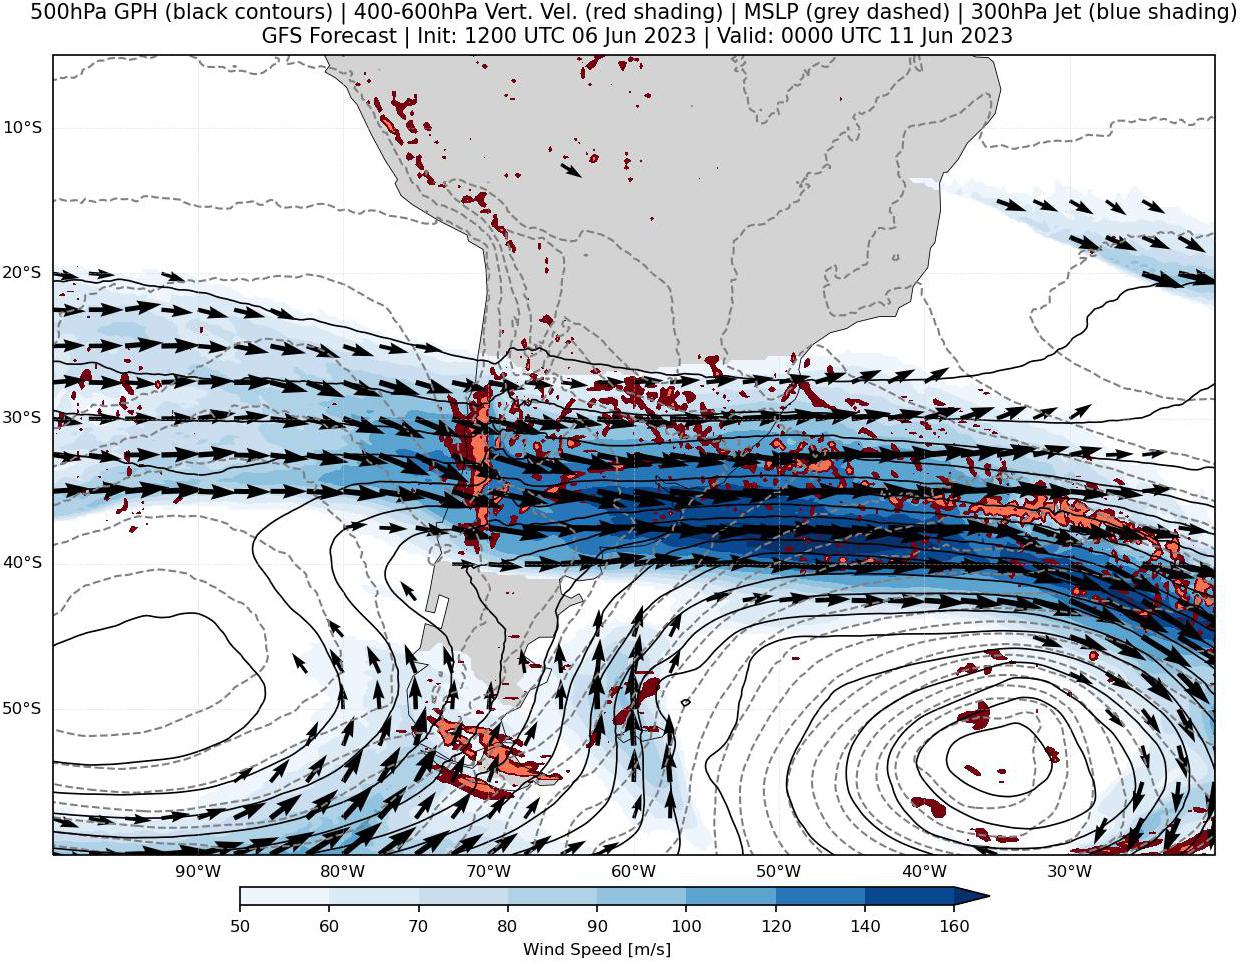 500hPa GPH (black contours) | 400-600hPa Vert. Vel. (red shading) | MSLP (grey dashed) | 300hPa Jet (blue shading)
GFS Forecast | Init: 1200 UTC 06 Jun 2023 | Valid: 0000 UTC 11 Jun 2023
10°S
20°S
30°S
40°S
50°S
90°W 80°W 70°W 60°W 50°W 40°W 30°W
50 60 70 80 90 100 120 140 160
Wind Speed [m/s]